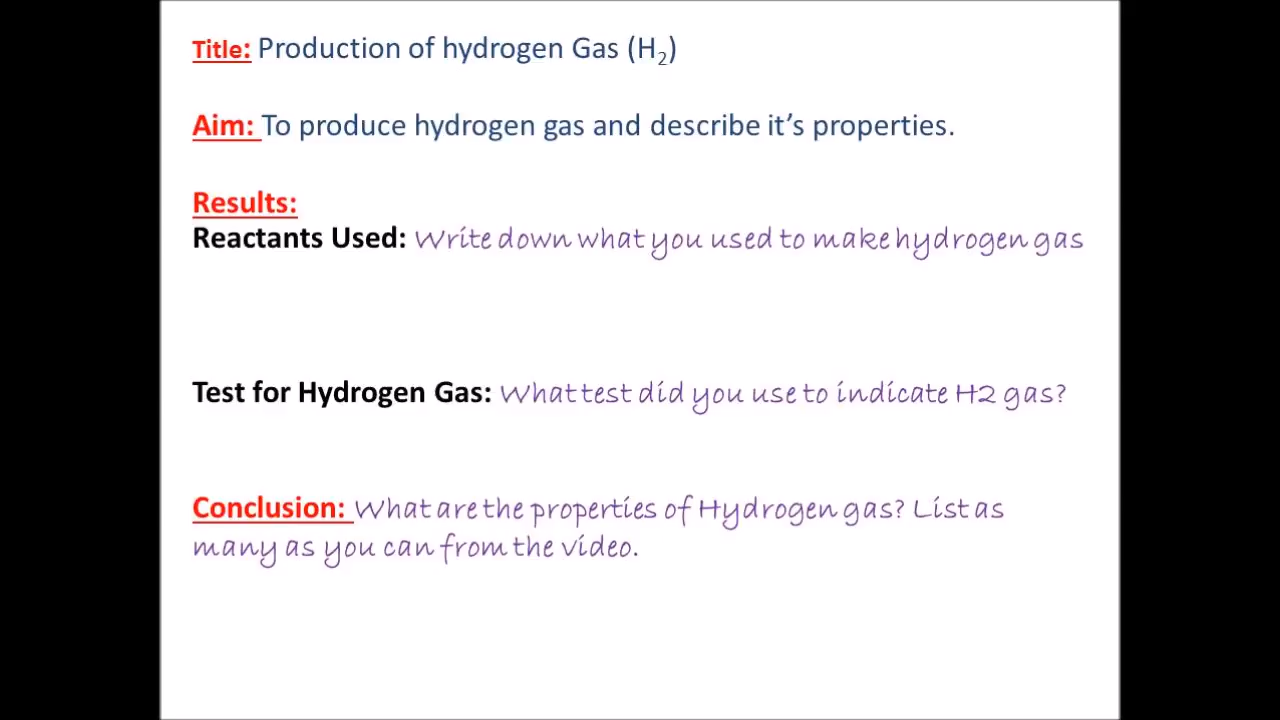 Title: Production of hydrogen Gas (H₂)
Aim: To produce hydrogen gas and describe it’s properties.
Results:
Reactants Used: Write down what you used to make hydrogen gas
Test for Hydrogen Gas: What test did you use to indicate H2 gas?
Conclusion: What are the properties of Hydrogen gas? List as
many as you can from the video.